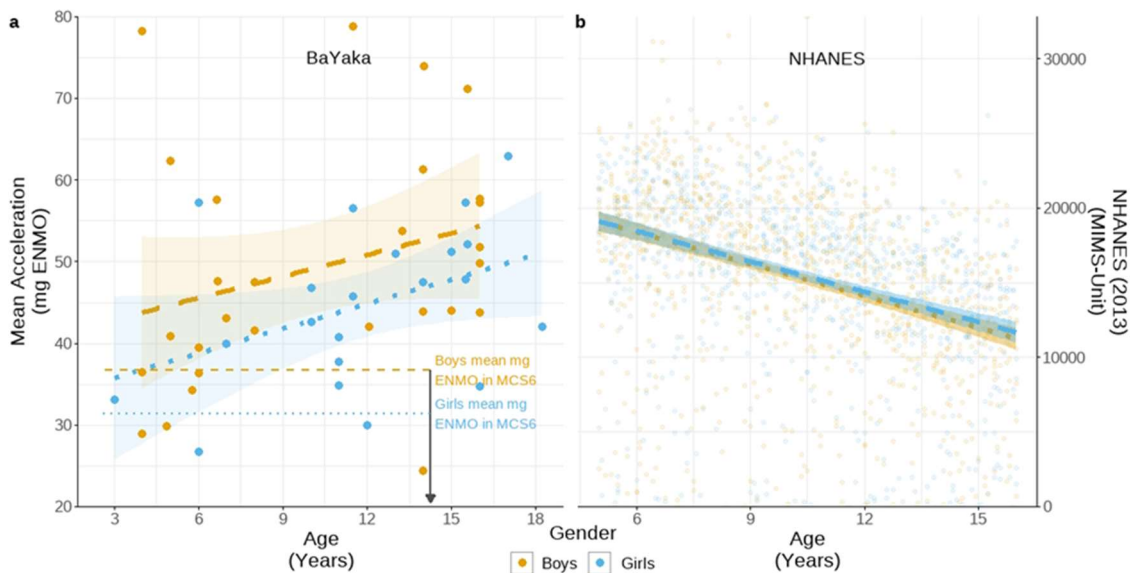 a
BaYaka
Mean Acceleration
(mg ENMO)
80
70
60
50
40
30
20
Boys mean mg
ENMO in MCS6
Girls mean mg
ENMO in MCS6
3 6 9 12 15 18
Age
(Years)
b
NHANES
30000
20000
10000
0
NHANES (2013)
(MIMS-Unit)
6 9 12 15
Age
(Years)
Gender
Boys Girls